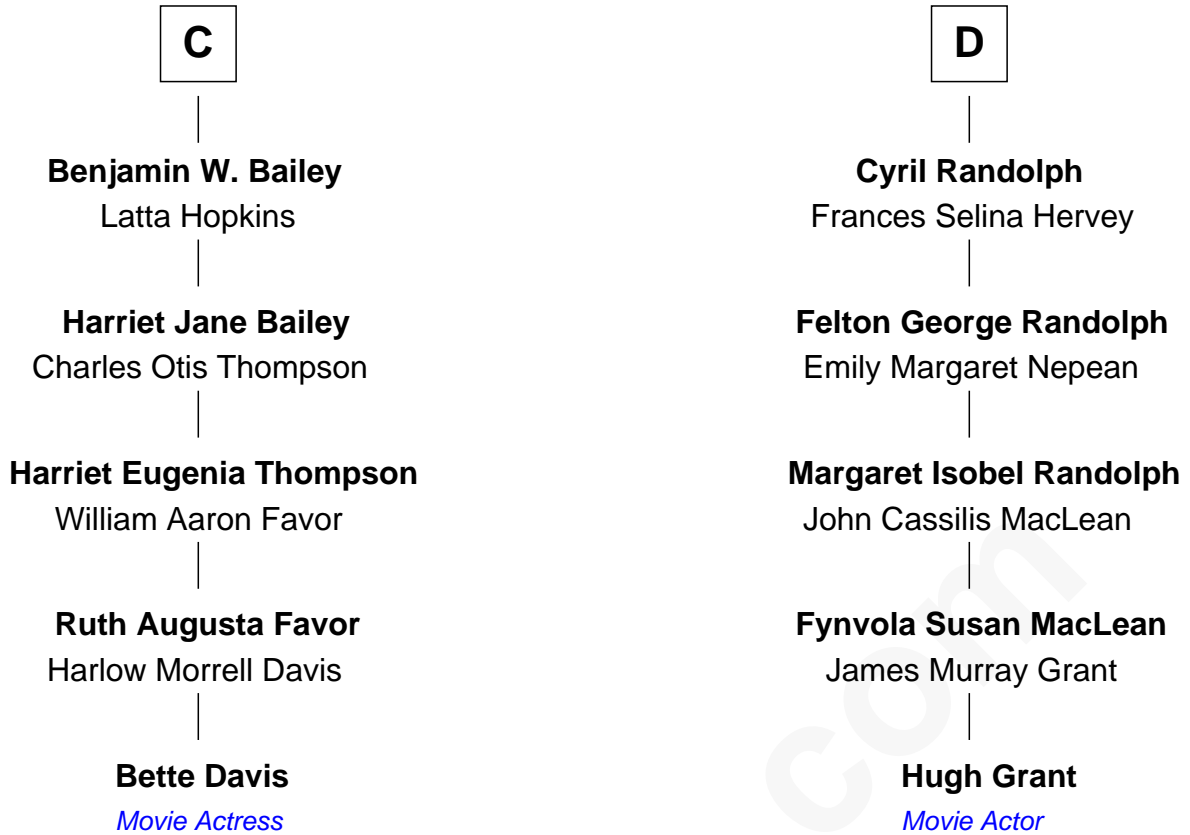 C
Benjamin W. Bailey
Latta Hopkins
Harriet Jane Bailey
Charles Otis Thompson
Harriet Eugenia Thompson
William Aaron Favor
Ruth Augusta Favor
Harlow Morrell Davis
Bette Davis
Movie Actress
D
Cyril Randolph
Frances Selina Hervey
Felton George Randolph
Emily Margaret Nepean
Margaret Isobel Randolph
John Cassilis MacLean
Fynvola Susan MacLean
James Murray Grant
Hugh Grant
Movie Actor
com